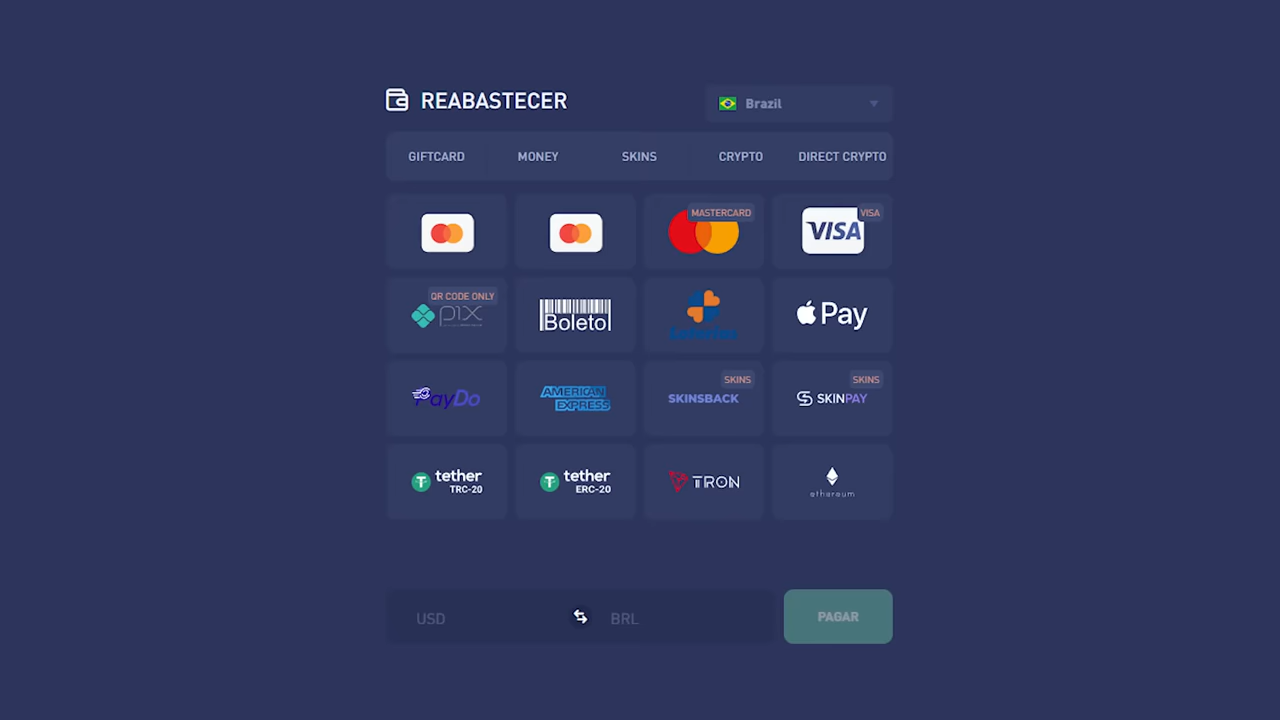 REABASTECER
Brazil
GIFTCARD MONEY SKINS CRYPTO DIRECT CRYPTO
MASTERCARD
VISA
VISA
QR CODE ONLY
pix
Boleto
Pay
PayDo
AMERICAN
EXPRESS
SKINS
SKINSBACK
SKINS
SKINPAY
tether
TRC-20
tether
ERC-20
TRON
ethereum
USD
BRL
PAGAR